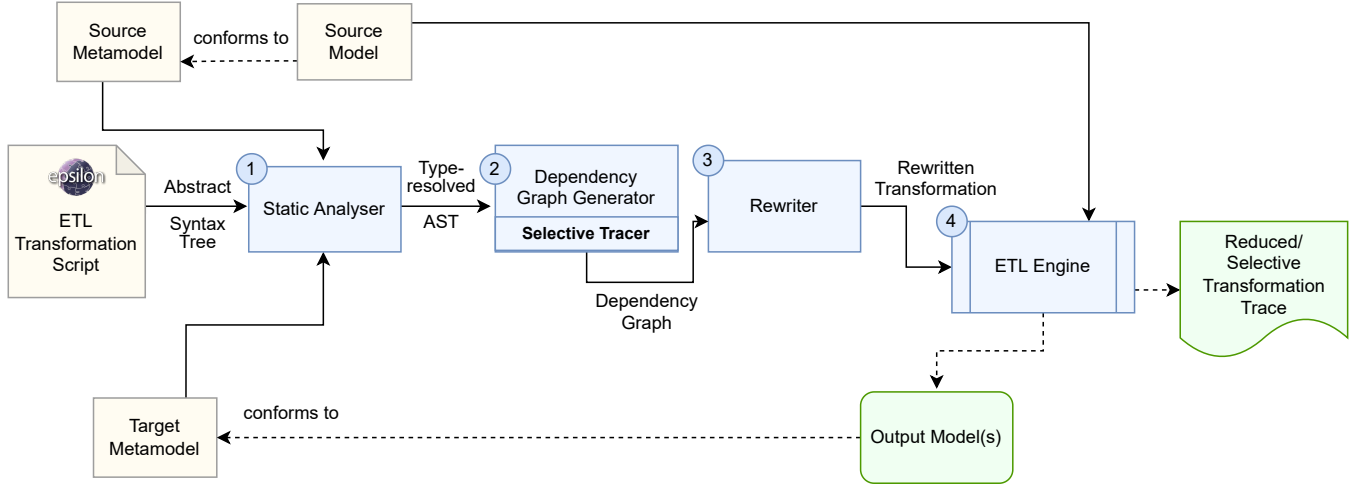 Source
Metamodel
conforms to
Source
Model
epsilon
ETL
Transformation
Script
Abstract
Syntax
Tree
1
Static Analyser
Type-
resolved
AST
2
Dependency
Graph Generator
Selective Tracer
Dependency
Graph
3
Rewriter
Rewritten
Transformation
4
ETL Engine
Reduced/
Selective
Transformation
Trace
Target
Metamodel
conforms to
Output Model(s)